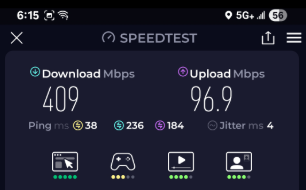 6:15 5G+ 56
SPEEDTEST
Download Mbps Upload Mbps
409 96.9
Ping ms 38 236 184 Jitter ms 4